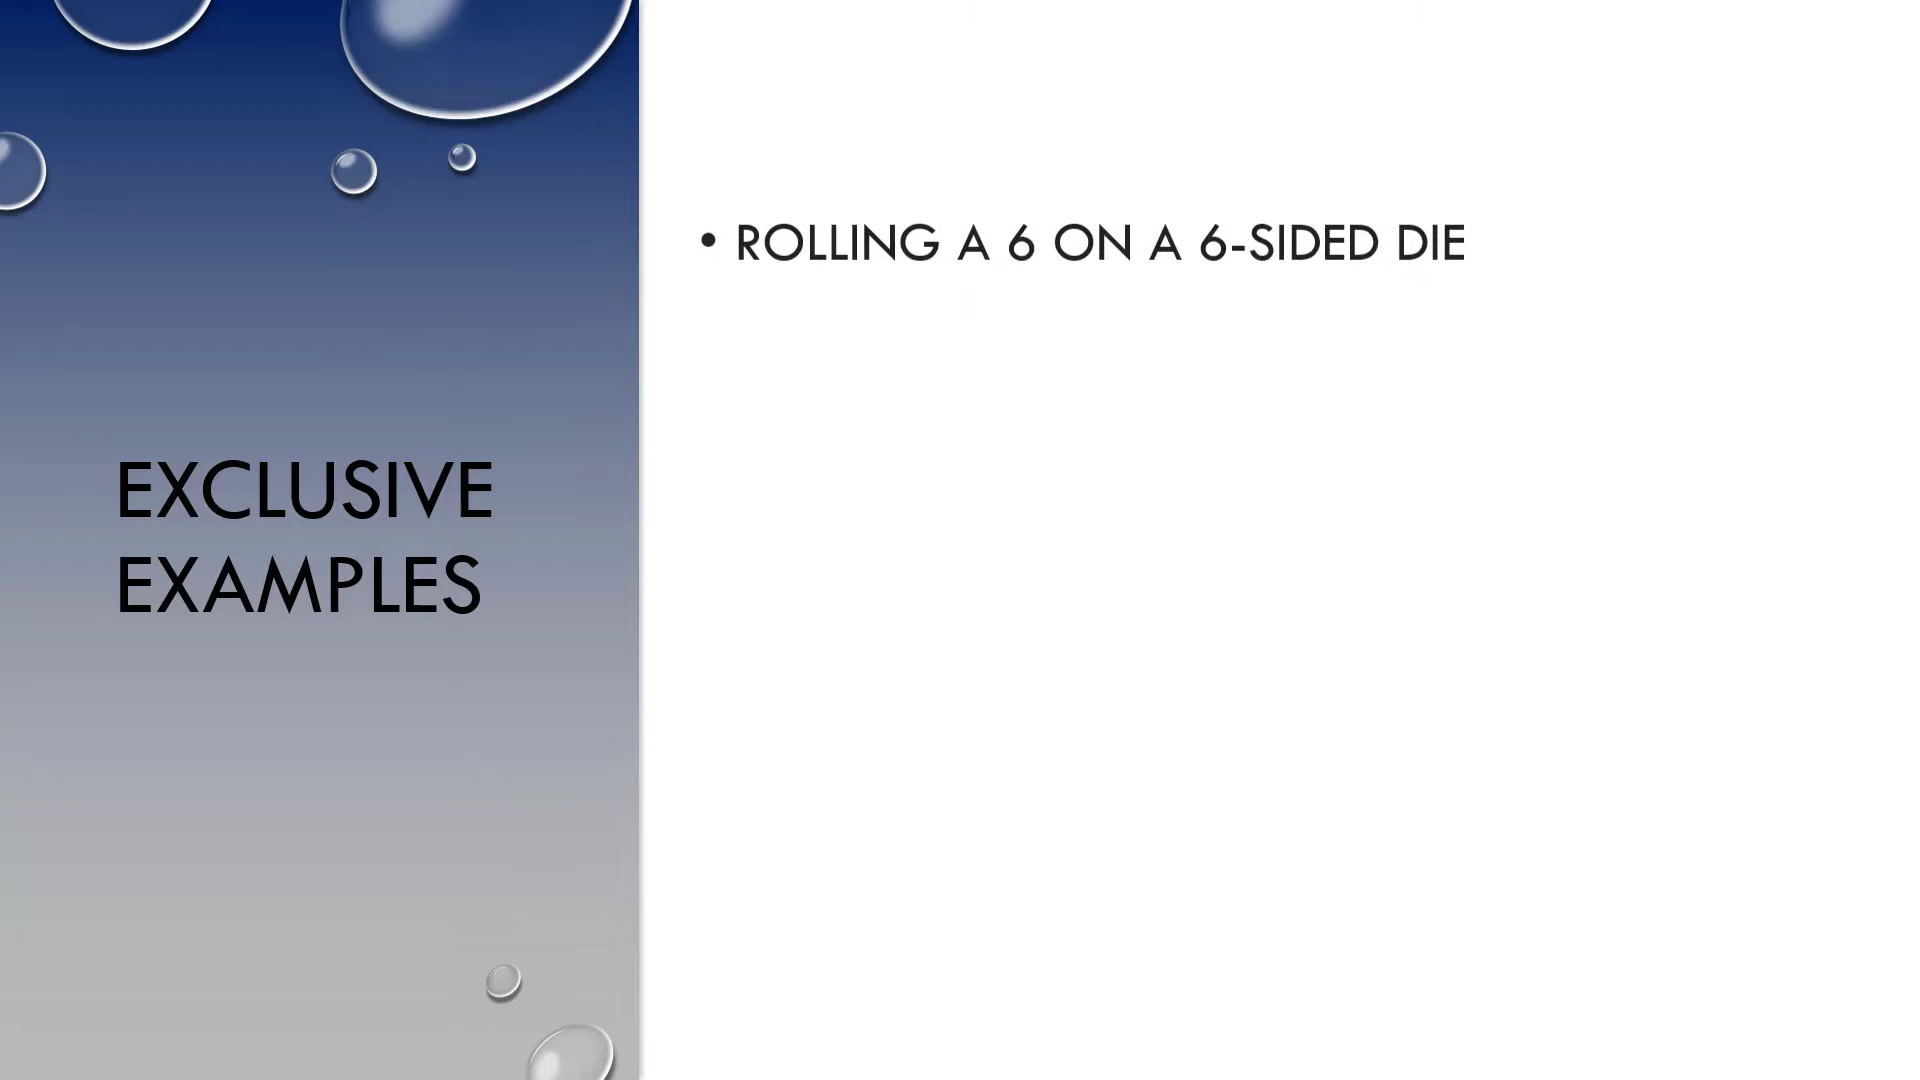 EXCLUSIVE
EXAMPLES
• ROLLING A 6 ON A 6-SIDED DIE